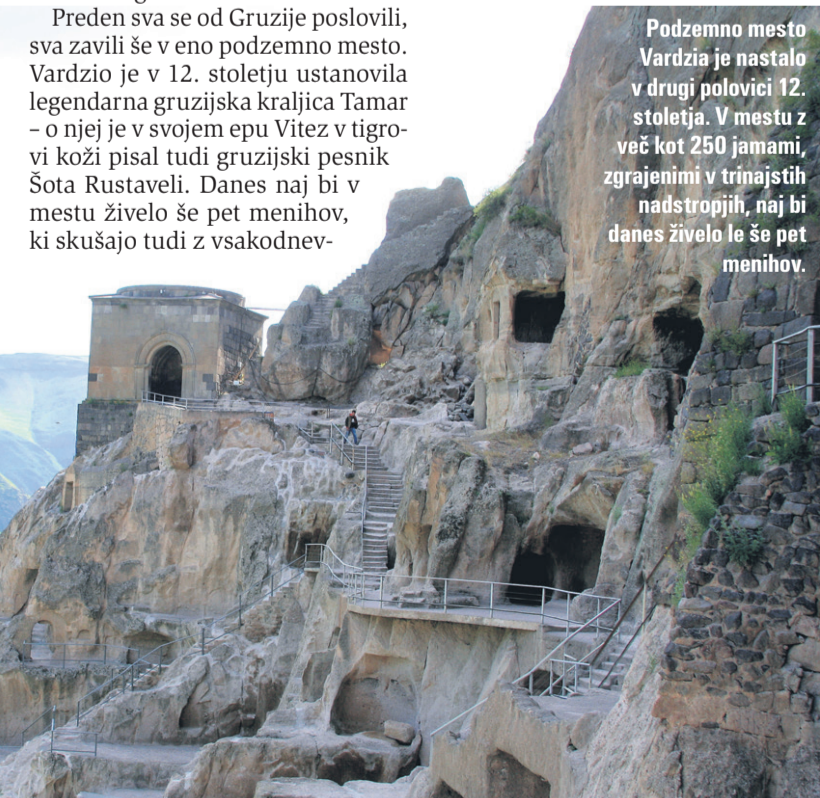 Preden sva se od Gruzije poslovili,
sva zavili še v eno podzemno mesto.
Vardzio je v 12. stoletju ustanovila
legendarna gruzijska kraljica Tamar
– o njej je v svojem epu Vitez v tigro-
vi koži pisal tudi gruzijski pesnik
Šota Rustaveli. Danes naj bi v
mestu živelo še pet menihov,
ki skušajo tudi z vsakodnev-
Podzemno mesto
Vardzia je nastalo
v drugi polovici 12.
stoletja. V mestu z
več kot 250 jamami,
zgrajenimi v trinajstih
nadstropjih, naj bi
danes živelo le še pet
menihov.